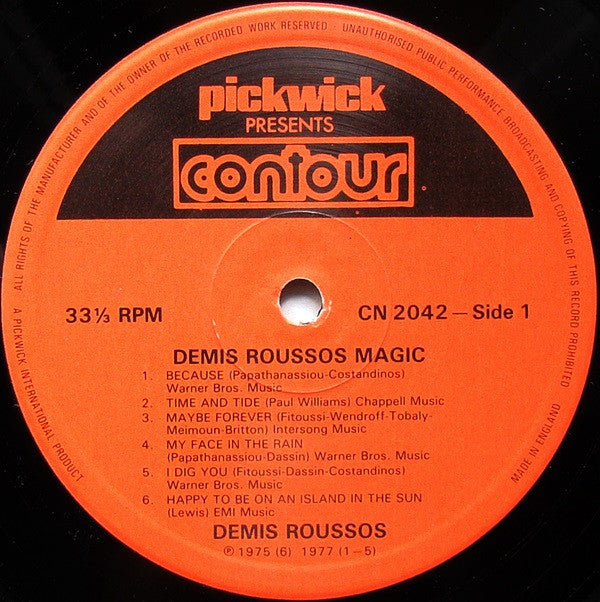 ALL RIGHTS OF THE MANUFACTURER AND OF THE OWNER OF THE RECORDED WORK RESERVED - UNAUTHORISED PUBLIC PERFORMANCE, BROADCASTING AND COPYING OF THIS RECORD PROHIBITED
pickwick
PRESENTS
contour
33⅓ RPM
CN 2042 – Side 1
DEMIS ROUSSOS MAGIC
1. BECAUSE (Papathanassiou-Costandinos)
Warner Bros. Music
2. TIME AND TIDE (Paul Williams) Chappell Music
3. MAYBE FOREVER (Fitoussi-Wendroff-Tobaly-
Meimoun-Britton) Intersong Music
4. MY FACE IN THE RAIN
(Papathanassiou-Dassin) Warner Bros. Music
5. I DIG YOU (Fitoussi-Dassin-Costandinos)
Warner Bros. Music
6. HAPPY TO BE ON AN ISLAND IN THE SUN
(Lewis) EMI Music
DEMIS ROUSSOS
℗ 1975 (6) 1977 (1–5)
A PICKWICK INTERNATIONAL PRODUCT
MADE IN ENGLAND